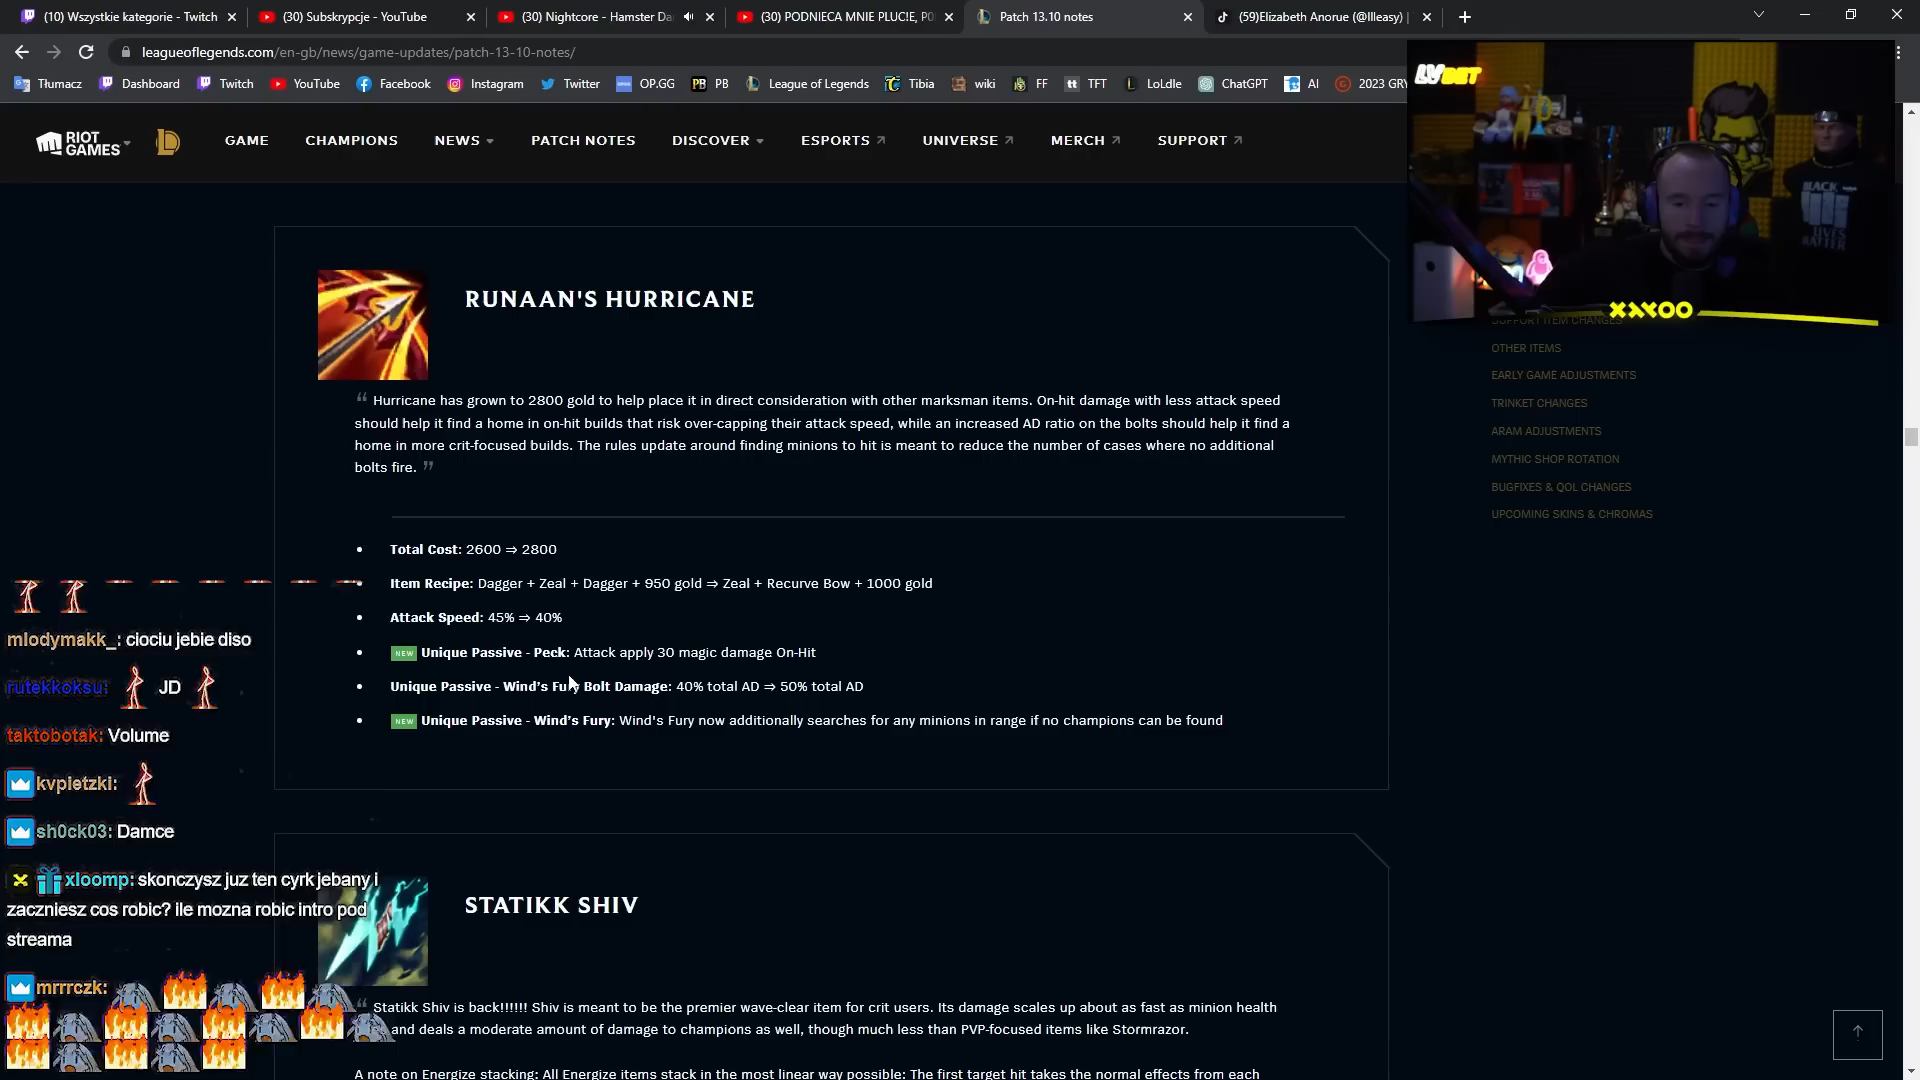 (10) Wszystkie kategorie - Twitch
(30) Subskrypcje - YouTube
(30) Nightcore - Hamster Da
(30) PODNIECA MNIE PLUC!E, P
Patch 13.10 notes
(59)Elizabeth Anorue (@Illeasy) |
leagueoflegends.com/en-gb/news/game-updates/patch-13-10-notes/
Tłumacz Dashboard Twitch YouTube Facebook Instagram Twitter OP.GG PB League of Legends Tibia wiki FF TFT LoLdle ChatGPT AI 2023 GRY
RIOT GAMES GAME CHAMPIONS NEWS PATCH NOTES DISCOVER ESPORTS UNIVERSE MERCH SUPPORT
LVBET
BLACK
LIVES
MATTER
XAYOO
SUPPORT ITEM CHANGES
OTHER ITEMS
EARLY GAME ADJUSTMENTS
TRINKET CHANGES
ARAM ADJUSTMENTS
MYTHIC SHOP ROTATION
BUGFIXES & QOL CHANGES
UPCOMING SKINS & CHROMAS
RUNAAN'S HURRICANE
“ Hurricane has grown to 2800 gold to help place it in direct consideration with other marksman items. On-hit damage with less attack speed
should help it find a home in on-hit builds that risk over-capping their attack speed, while an increased AD ratio on the bolts should help it find a
home in more crit-focused builds. The rules update around finding minions to hit is meant to reduce the number of cases where no additional
bolts fire. ”
• Total Cost: 2600 ⇒ 2800
• Item Recipe: Dagger + Zeal + Dagger + 950 gold ⇒ Zeal + Recurve Bow + 1000 gold
• Attack Speed: 45% ⇒ 40%
• NEW Unique Passive - Peck: Attack apply 30 magic damage On-Hit
• Unique Passive - Wind's Fury Bolt Damage: 40% total AD ⇒ 50% total AD
• NEW Unique Passive - Wind's Fury: Wind's Fury now additionally searches for any minions in range if no champions can be found
mlodymakk_: ciociu jebie diso
rutekkoksu: JD
taktobotak: Volume
kvpietzki:
sh0ck03: Damce
xloomp: skonczysz juz ten cyrk jebany i
zaczniesz cos robic? ile mozna robic intro pod
streama
mrrrczk:
STATIKK SHIV
“ Statikk Shiv is back!!!!!! Shiv is meant to be the premier wave-clear item for crit users. Its damage scales up about as fast as minion health
and deals a moderate amount of damage to champions as well, though much less than PVP-focused items like Stormrazor.
A note on Energize stacking: All Energize items stack in the most linear way possible: The first target hit takes the normal effects from each